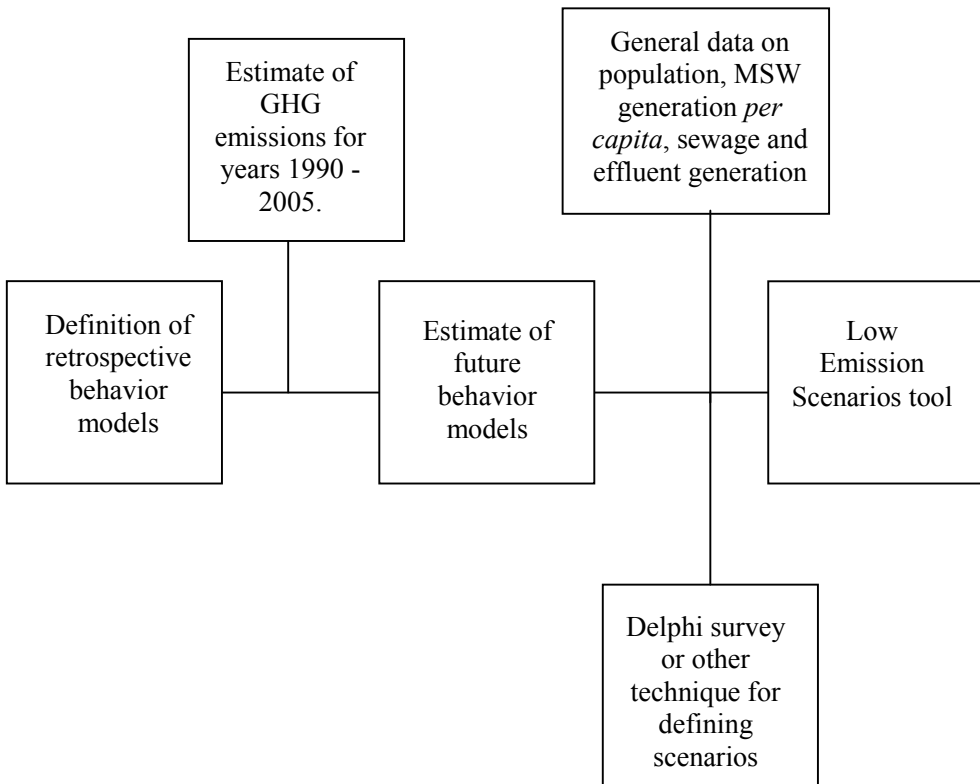 Estimate of
GHG
emissions for
years 1990 -
2005.
General data on
population, MSW
generation per
capita, sewage and
effluent generation
Definition of
retrospective
behavior
models
Estimate of
future
behavior
models
Low
Emission
Scenarios tool
Delphi survey
or other
technique for
defining
scenarios